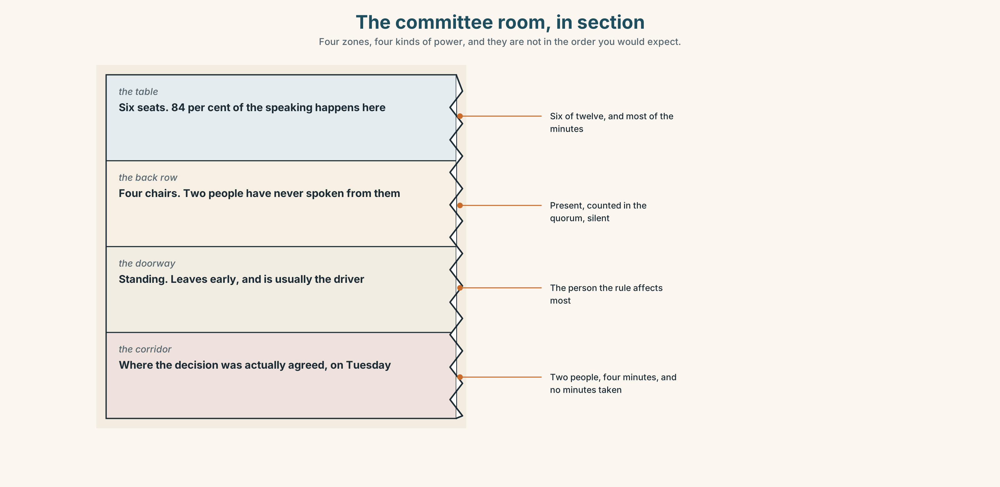 The committee room, in section
Four zones, four kinds of power, and they are not in the order you would expect.
the table
Six seats. 84 per cent of the speaking happens here
Six of twelve, and most of the
minutes
the back row
Four chairs. Two people have never spoken from them
Present, counted in the
quorum, silent
the doorway
Standing. Leaves early, and is usually the driver
The person the rule affects
most
the corridor
Where the decision was actually agreed, on Tuesday
Two people, four minutes, and
no minutes taken